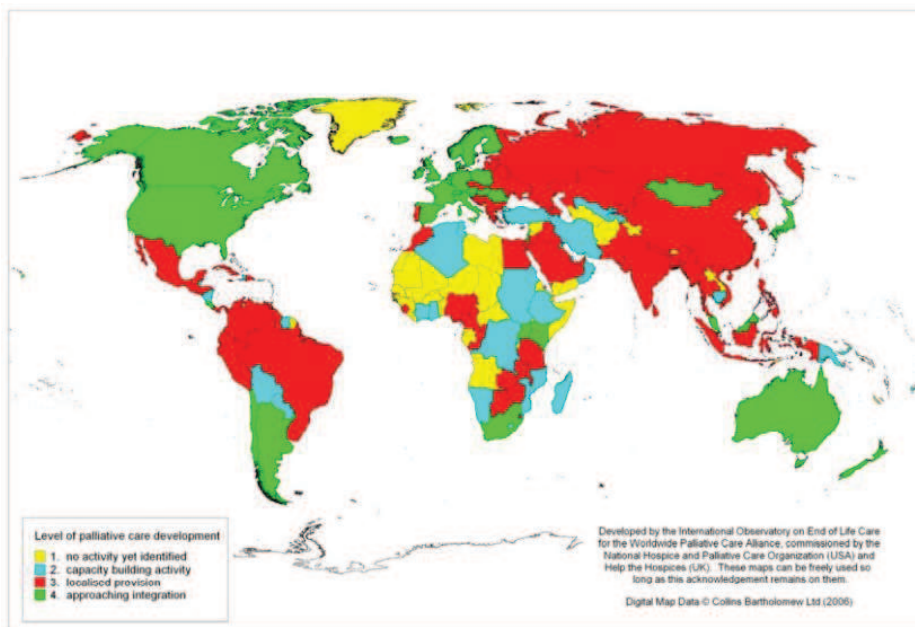 Level of palliative care development
1. no activity yet identified
2. capacity building activity
3. localised provision
4. approaching integration
Developed by the International Observatory on End of Life Care
for the Worldwide Palliative Care Alliance, commissioned by the
National Hospice and Palliative Care Organization (USA) and
Help the Hospices (UK). These maps can be freely used so
long as this acknowledgement remains on them.
Digital Map Data © Collins Bartholomew Ltd (2006)